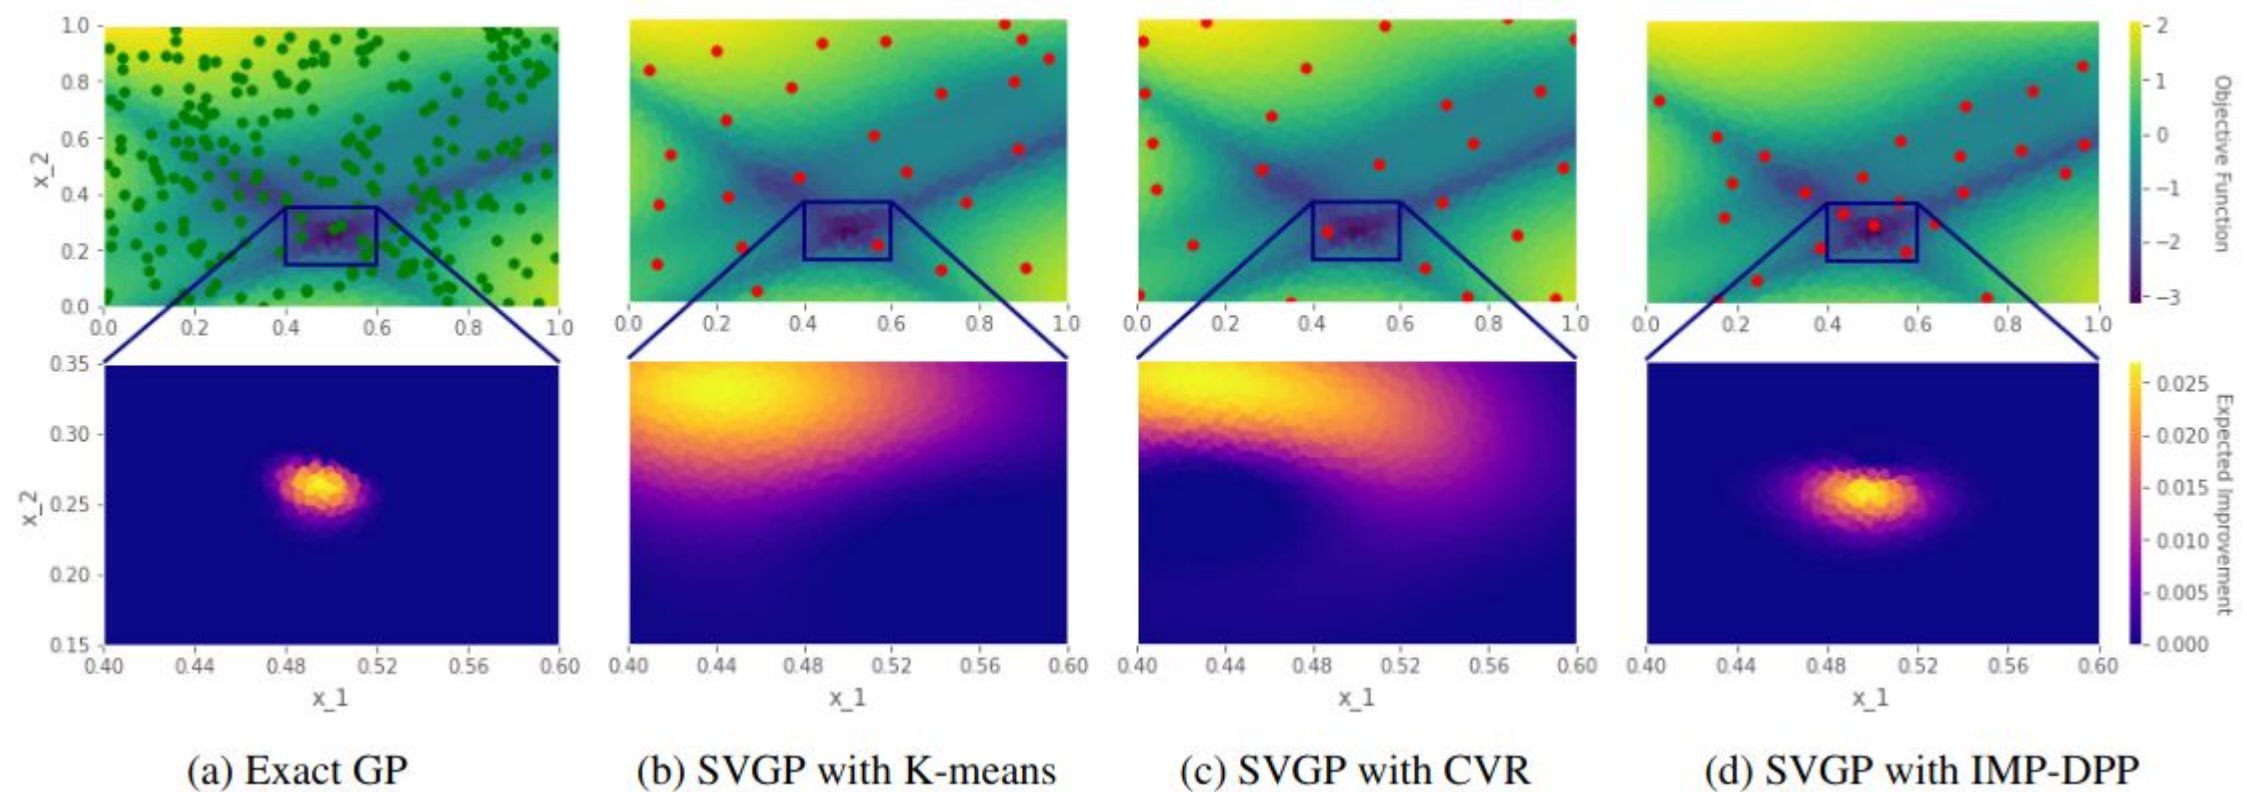 1.0
0.8
0.6
0.4
0.2
0.0
x_2
0.0 0.2 0.4 0.6 0.8 1.0
0.0 0.2 0.4 0.6 0.8 1.0
0.0 0.2 0.4 0.6 0.8 1.0
0.0 0.2 0.4 0.6 0.8 1.0
2
1
0
−1
−2
−3
Objective Function
0.35
0.30
0.25
0.20
0.15
x_2
0.40 0.44 0.48 0.52 0.56 0.60
0.40 0.44 0.48 0.52 0.56 0.60
0.40 0.44 0.48 0.52 0.56 0.60
0.40 0.44 0.48 0.52 0.56 0.60
x_1
x_1
x_1
x_1
0.025
0.020
0.015
0.010
0.005
0.000
Expected Improvement
(a) Exact GP
(b) SVGP with K-means
(c) SVGP with CVR
(d) SVGP with IMP-DPP